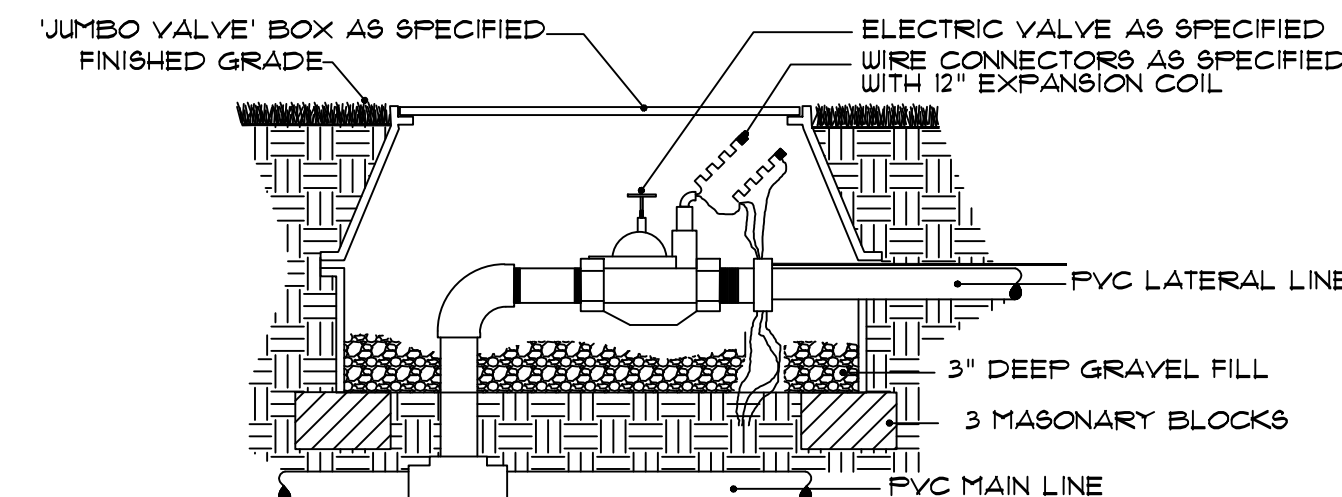 'JUMBO VALVE' BOX AS SPECIFIED
FINISHED GRADE
ELECTRIC VALVE AS SPECIFIED
WIRE CONNECTORS AS SPECIFIED
WITH 12" EXPANSION COIL
PVC LATERAL LINE
3" DEEP GRAVEL FILL
3 MASONARY BLOCKS
PVC MAIN LINE